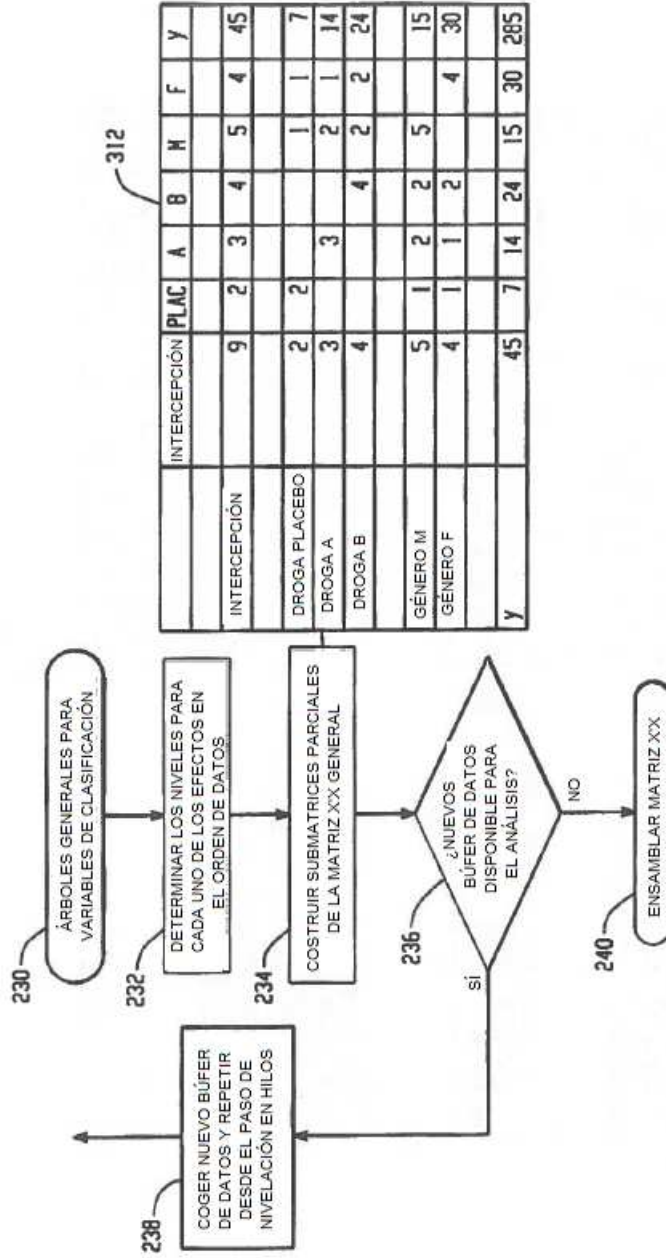 230
ÁRBOLES GENERALES PARA
VARIABLES DE CLASIFICACIÓN
232
DETERMINAR LOS NIVELES PARA
CADA UNO DE LOS EFECTOS EN
EL ORDEN DE DATOS
234
COSTRUIR SUBMATRICES PARCIALES
DE LA MATRIZ X'X GENERAL
236
¿NUEVOS
BÚFER DE DATOS
DISPONIBLE PARA
EL ANÁLISIS?
SÍ
NO
238
COGER NUEVO BÚFER
DE DATOS Y REPETIR
DESDE EL PASO DE
NIVELACIÓN EN HILOS
240
ENSAMBLAR MATRIZ X'X
312
INTERCEPCIÓN PLAC A B M F y
INTERCEPCIÓN 9 2 3 4 5 4 45
DROGA PLACEBO 2 2 1 1 7
DROGA A 3 3 2 1 14
DROGA B 4 4 2 2 24
GÉNERO M 5 1 2 2 5 15
GÉNERO F 4 1 1 2 4 30
y 45 7 14 24 15 30 285